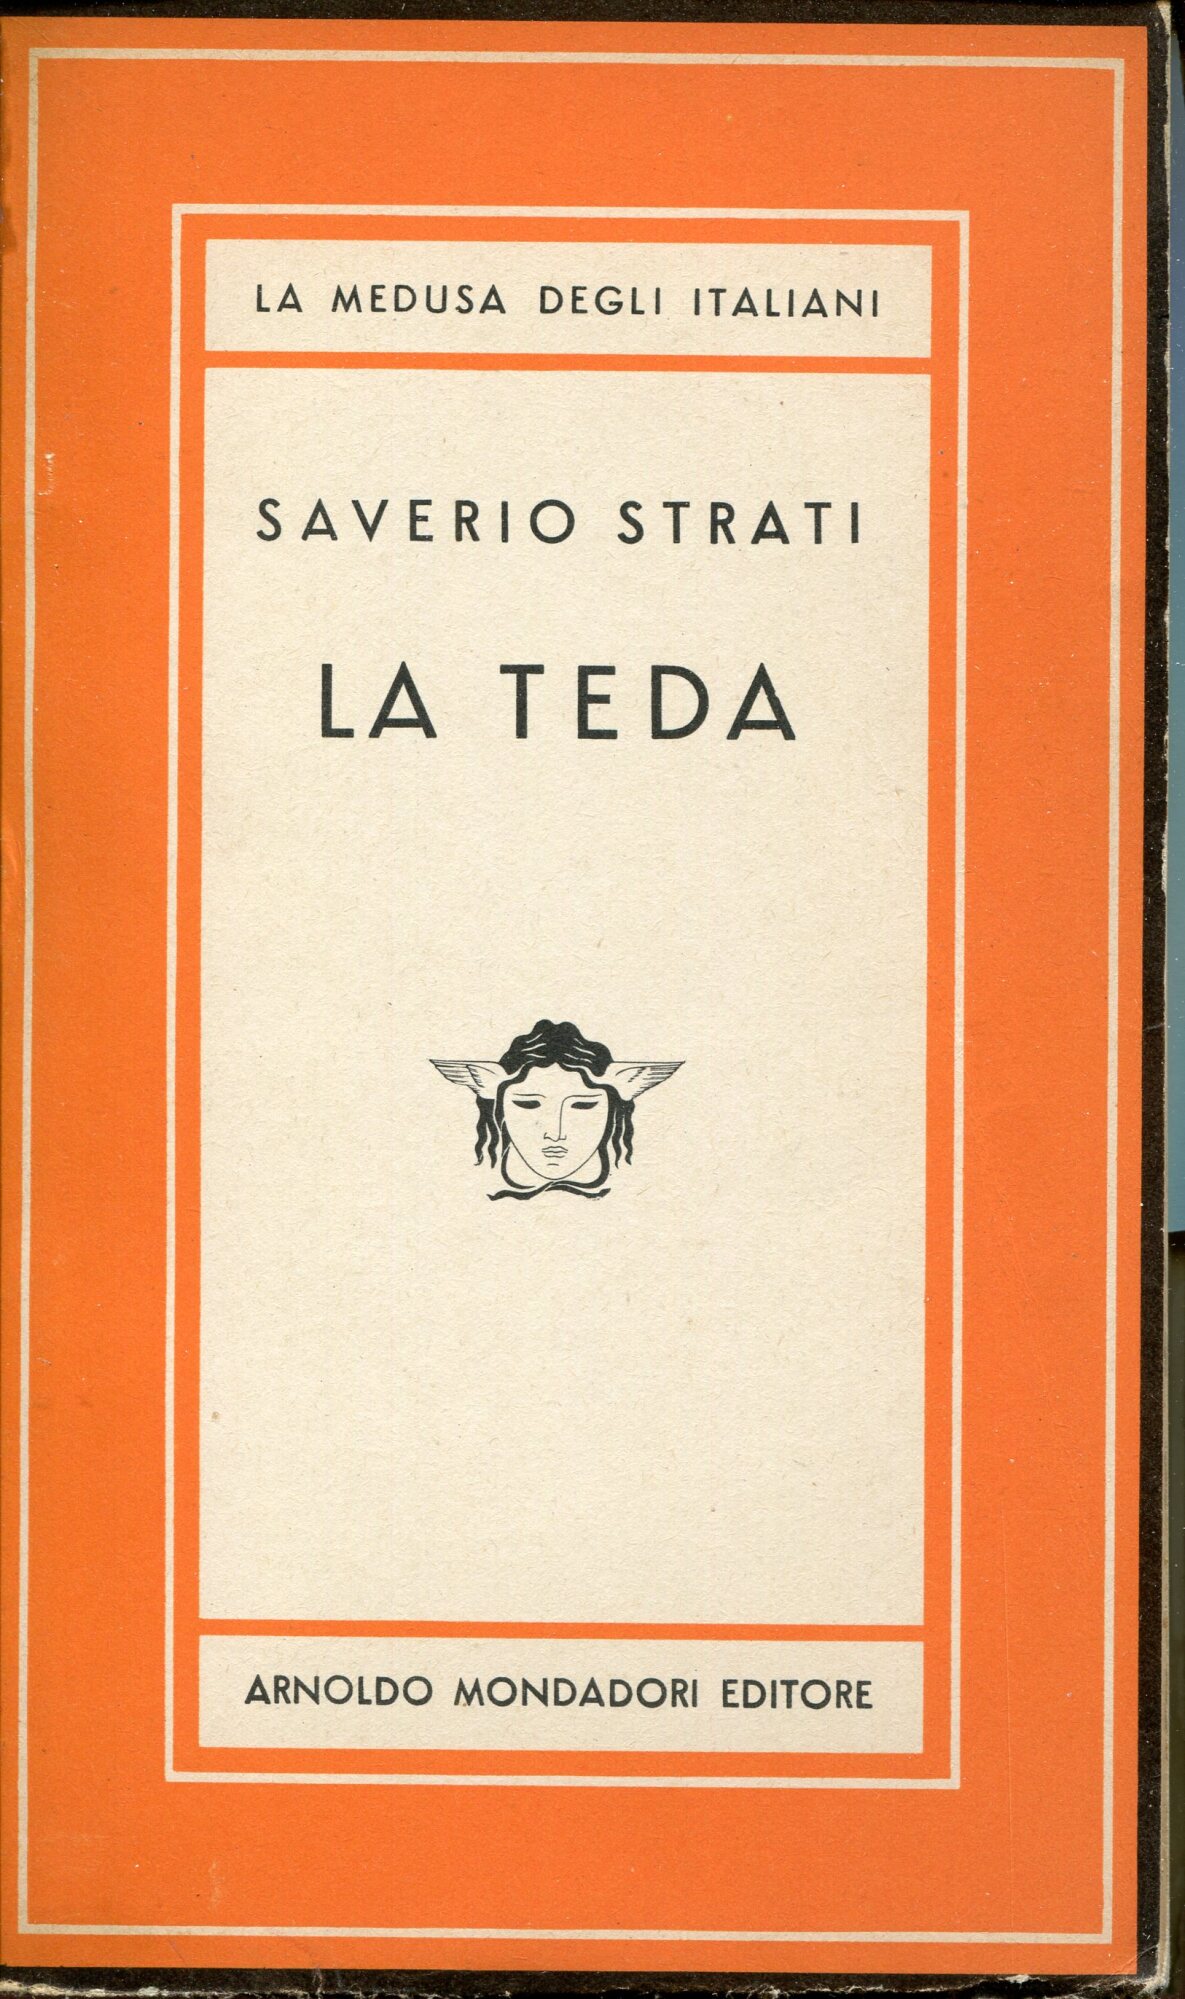 LA MEDUSA DEGLI ITALIANI
SAVERIO STRATI
LA TEDA
ARNOLDO MONDADORI EDITORE